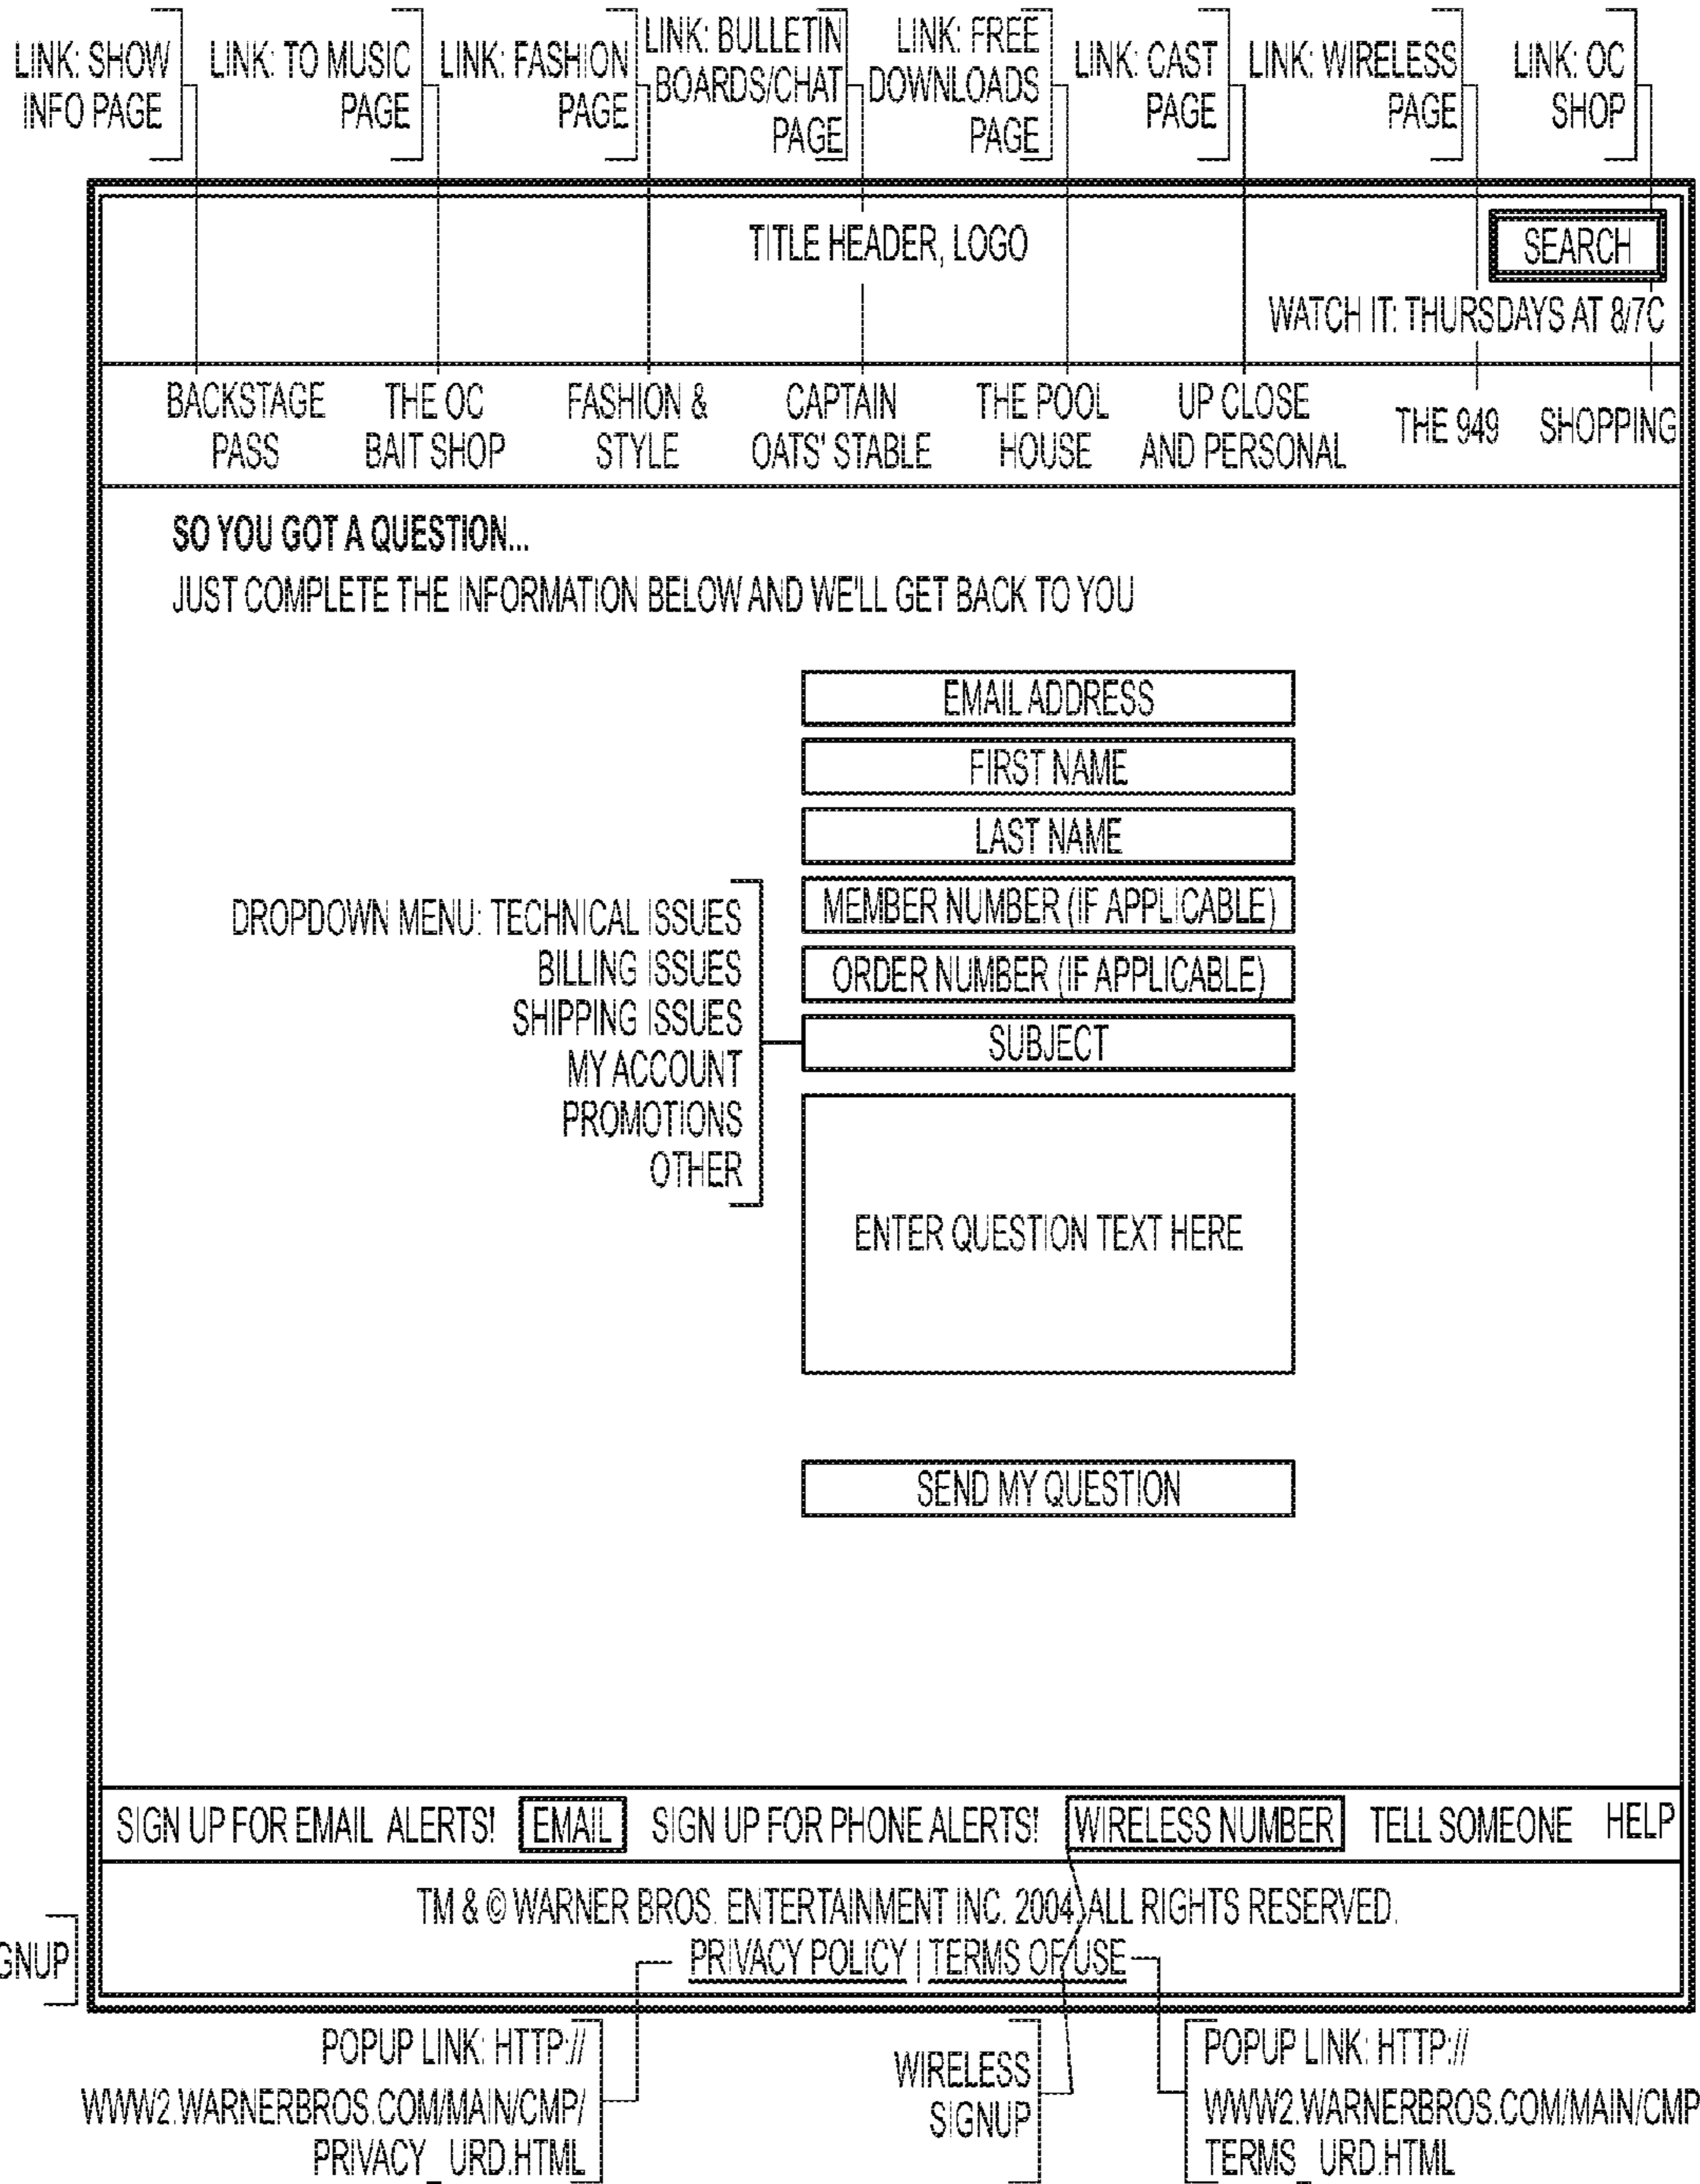 LINK: SHOW
INFO PAGE
LINK: TO MUSIC
PAGE
LINK: FASHION
PAGE
LINK: BULLETIN
BOARDS/CHAT
PAGE
LINK: FREE
DOWNLOADS
PAGE
LINK: CAST
PAGE
LINK: WIRELESS
PAGE
LINK: OC
SHOP
TITLE HEADER, LOGO
SEARCH
WATCH IT: THURSDAYS AT 8/7C
BACKSTAGE
PASS
THE OC
BAIT SHOP
FASHION &
STYLE
CAPTAIN
OATS' STABLE
THE POOL
HOUSE
UP CLOSE
AND PERSONAL
THE 949
SHOPPING
SO YOU GOT A QUESTION...
JUST COMPLETE THE INFORMATION BELOW AND WE'LL GET BACK TO YOU
EMAIL ADDRESS
FIRST NAME
LAST NAME
MEMBER NUMBER (IF APPLICABLE)
ORDER NUMBER (IF APPLICABLE)
SUBJECT
DROPDOWN MENU: TECHNICAL ISSUES
BILLING ISSUES
SHIPPING ISSUES
MY ACCOUNT
PROMOTIONS
OTHER
ENTER QUESTION TEXT HERE
SEND MY QUESTION
SIGN UP FOR EMAIL ALERTS! EMAIL SIGN UP FOR PHONE ALERTS! WIRELESS NUMBER TELL SOMEONE HELP
TM & © WARNER BROS. ENTERTAINMENT INC. 2004. ALL RIGHTS RESERVED.
PRIVACY POLICY | TERMS OF USE
GNUP
POPUP LINK: HTTP://
WWW2.WARNERBROS.COM/MAIN/CMP/
PRIVACY_URD.HTML
WIRELESS
SIGNUP
POPUP LINK: HTTP://
WWW2.WARNERBROS.COM/MAIN/CMP
TERMS_URD.HTML